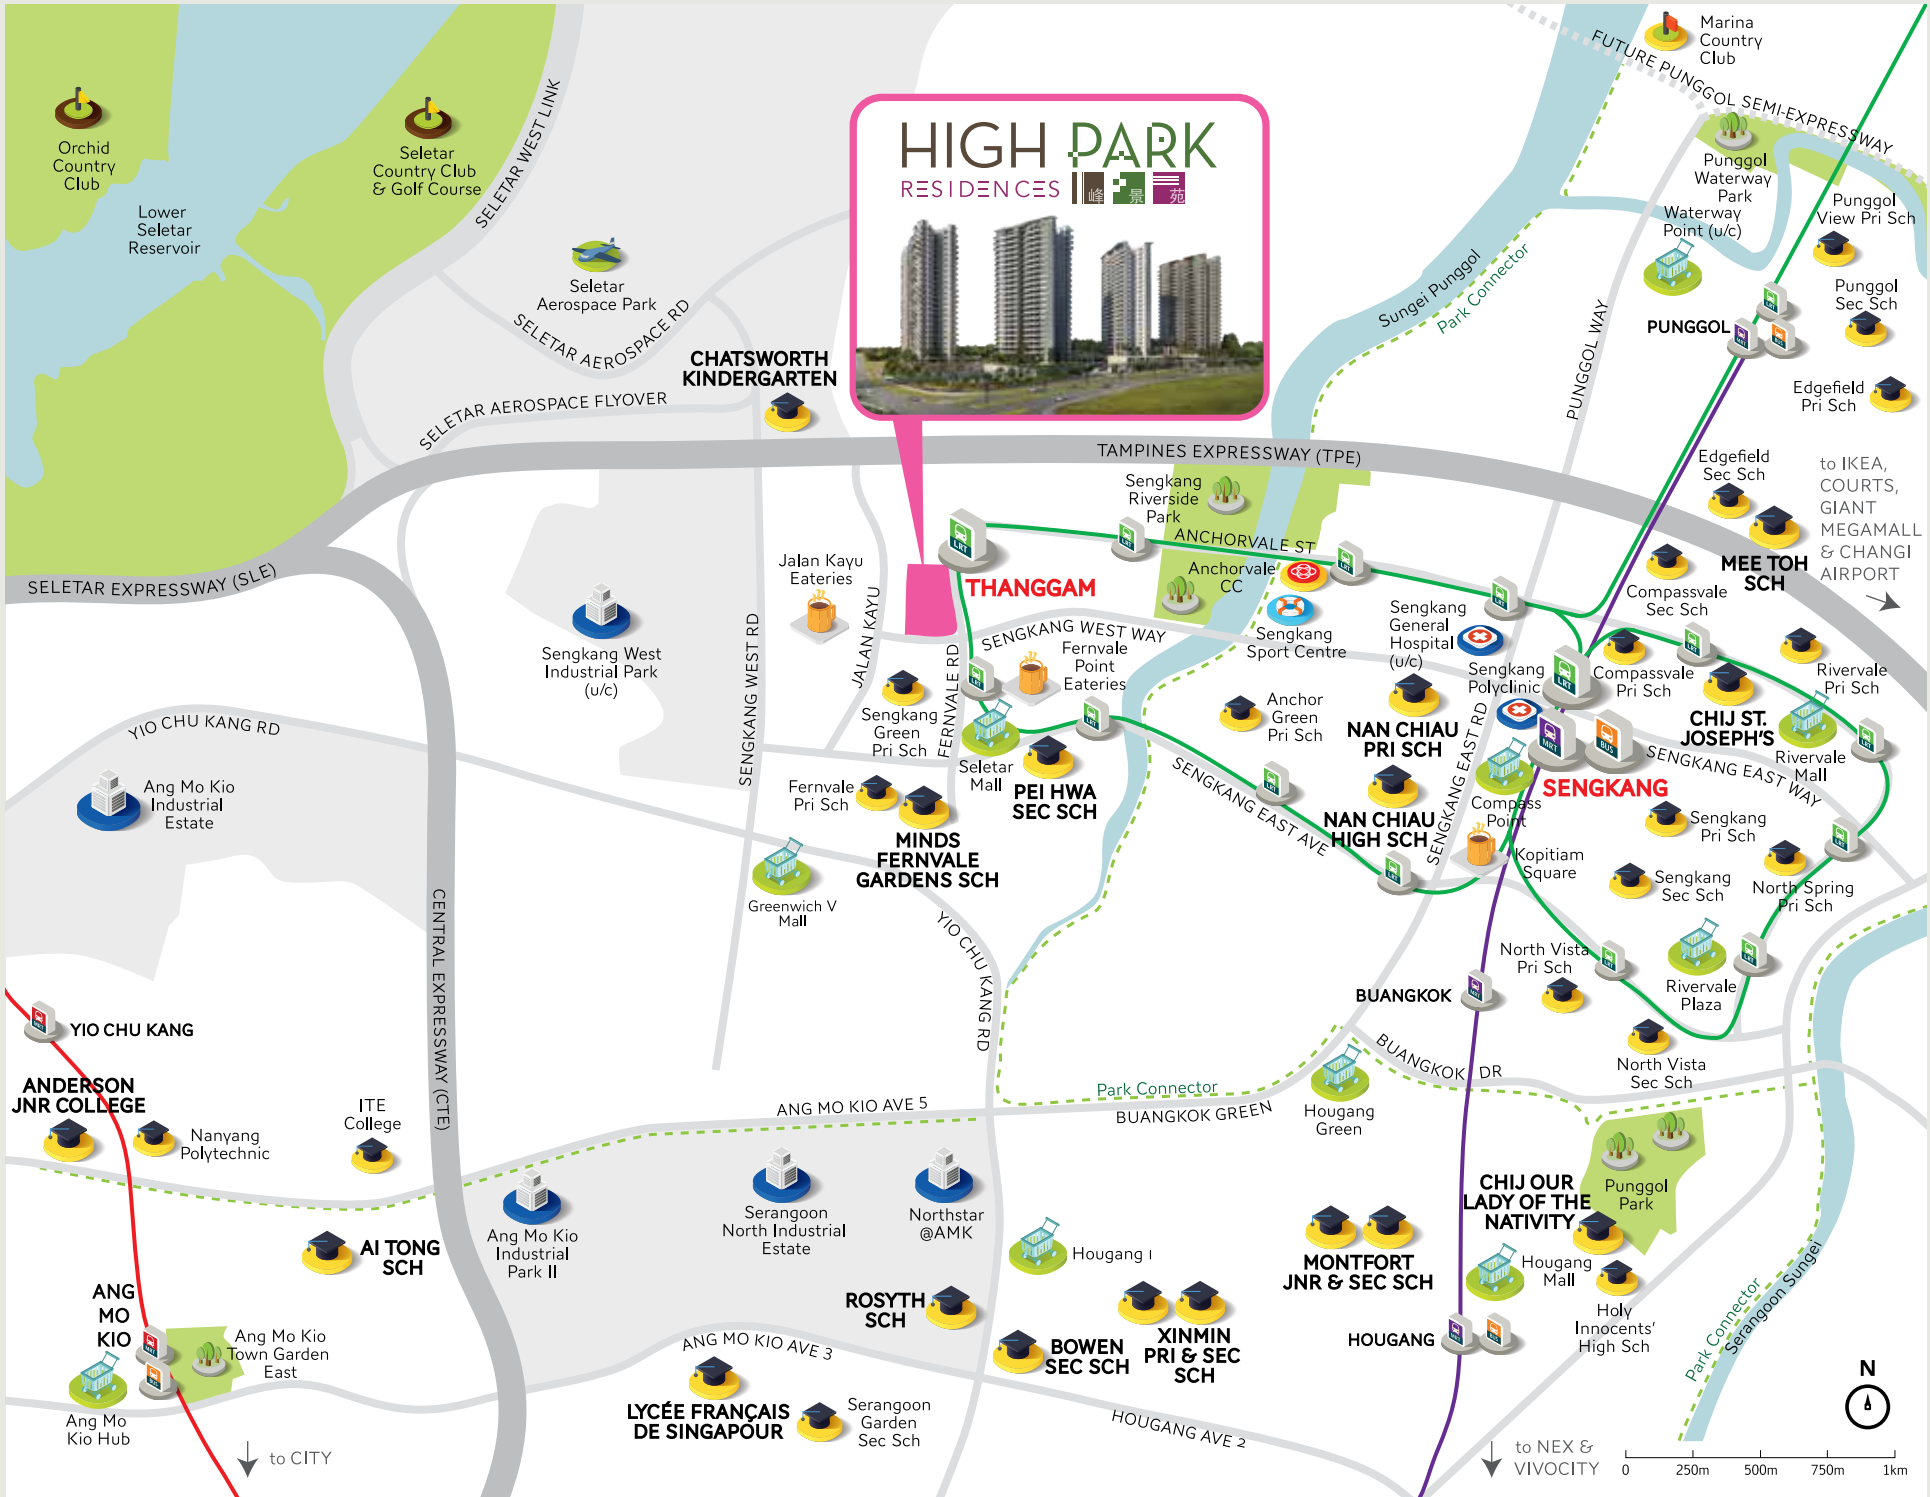 Marina
Country
Club
FUTURE PUNGGOL SEMI-EXPRESSWAY
Orchid
Country
Club
Seletar
Country Club
& Golf Course
SELETAR WEST LINK
Lower
Seletar
Reservoir
HIGH PARK
RESIDENCES 峰 景 苑
Punggol
Waterway
Park
Waterway
Point (u/c)
Punggol
View Pri Sch
Punggol
Sec Sch
PUNGGOL
Edgefield
Pri Sch
Seletar
Aerospace Park
SELETAR AEROSPACE RD
Sungei Punggol
Park Connector
PUNGGOL WAY
CHATSWORTH
KINDERGARTEN
SELETAR AEROSPACE FLYOVER
TAMPINES EXPRESSWAY (TPE)
Edgefield
Sec Sch
to IKEA,
COURTS,
GIANT
MEGAMALL
& CHANGI
AIRPORT
MEE TOH
SCH
Sengkang
Riverside
Park
ANCHORVALE ST
Anchorvale
CC
LRT
THANGGAM
Jalan Kayu
Eateries
JALAN KAYU
SELETAR EXPRESSWAY (SLE)
Sengkang West
Industrial Park
(u/c)
SENGKANG WEST RD
SENGKANG WEST WAY
Sengkang
Sport Centre
Sengkang
General
Hospital
(u/c)
Sengkang
Polyclinic
Compassvale
Sec Sch
Compassvale
Pri Sch
Rivervale
Pri Sch
Fernvale
Point
Eateries
FERNVALE RD
Sengkang
Green
Pri Sch
Seletar
Mall
PEI HWA
SEC SCH
Anchor
Green
Pri Sch
NAN CHIAU
PRI SCH
NAN CHIAU
HIGH SCH
SENGKANG EAST RD
SENGKANG EAST AVE
LRT
MRT
BUS
SENGKANG
CHIJ ST.
JOSEPH'S
Rivervale
Mall
SENGKANG EAST WAY
Compass
Point
Kopitiam
Square
Sengkang
Pri Sch
Sengkang
Sec Sch
North Spring
Pri Sch
Rivervale
Plaza
North Vista
Pri Sch
North Vista
Sec Sch
YIO CHU KANG RD
Ang Mo Kio
Industrial
Estate
Fernvale
Pri Sch
MINDS
FERNVALE
GARDENS SCH
Greenwich V
Mall
YIO CHU KANG RD
CENTRAL EXPRESSWAY (CTE)
BUANGKOK
BUANGKOK DR
Hougang
Green
Park Connector
BUANGKOK GREEN
ANG MO KIO AVE 5
YIO CHU KANG
ANDERSON
JNR COLLEGE
Nanyang
Polytechnic
ITE
College
AI TONG
SCH
Ang Mo Kio
Industrial
Park II
Serangoon
North Industrial
Estate
Northstar
@AMK
Hougang 1
ROSYTH
SCH
BOWEN
SEC SCH
XINMIN
PRI & SEC
SCH
MONTFORT
JNR & SEC SCH
CHIJ OUR
LADY OF THE
NATIVITY
Punggol
Park
Hougang
Mall
Holy
Innocents'
High Sch
HOUGANG
Park Connector
Serangoon Sungei
ANG
MO
KIO
Ang Mo Kio
Town Garden
East
Ang Mo
Kio Hub
ANG MO KIO AVE 3
LYCÉE FRANÇAIS
DE SINGAPOUR
Serangoon
Garden
Sec Sch
HOUGANG AVE 2
to CITY
to NEX &
VIVOCITY
N
0 250m 500m 750m 1km